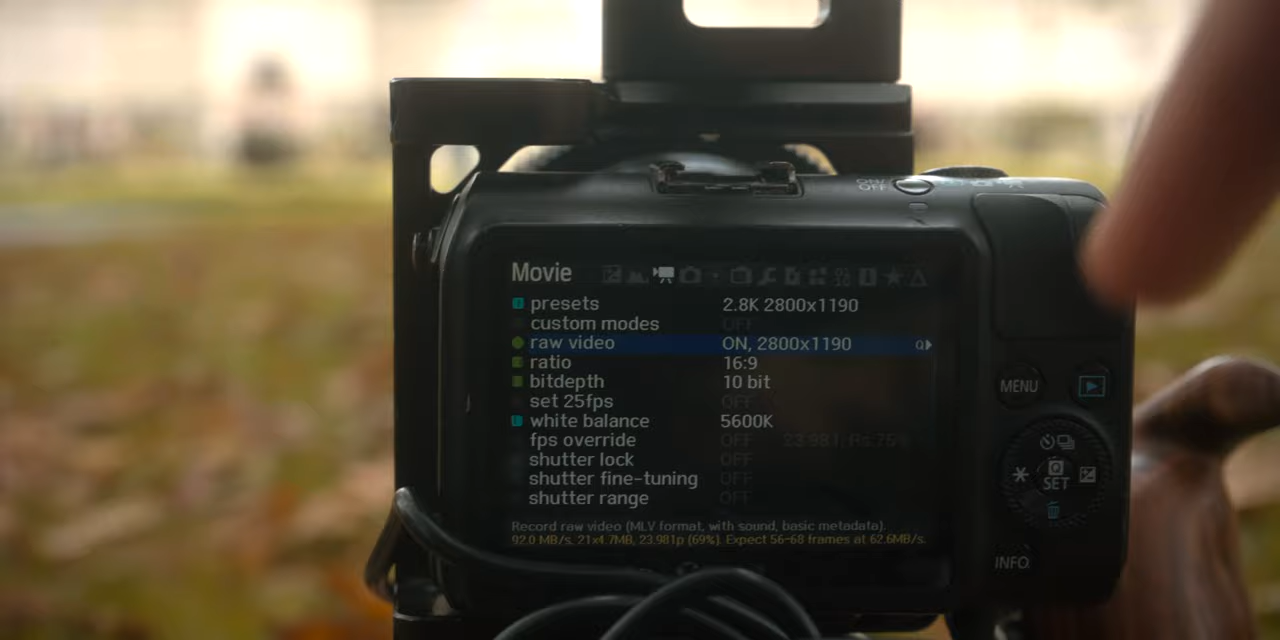 ON/
OFF
Movie
presets 2.8K 2800x1190
custom modes OFF
raw video ON, 2800x1190 Q
ratio 16:9
bitdepth 10 bit
set 25fps OFF
white balance 5600K
fps override OFF 23.981
shutter lock OFF
shutter fine-tuning OFF
shutter range OFF
Record raw video (MLV format, with sound, basic metadata).
92.0 MB/s, 21x4.7MB, 23.981p (69%). Expect 56-68 frames at 62.6MB/s.
MENU
SET
INFO